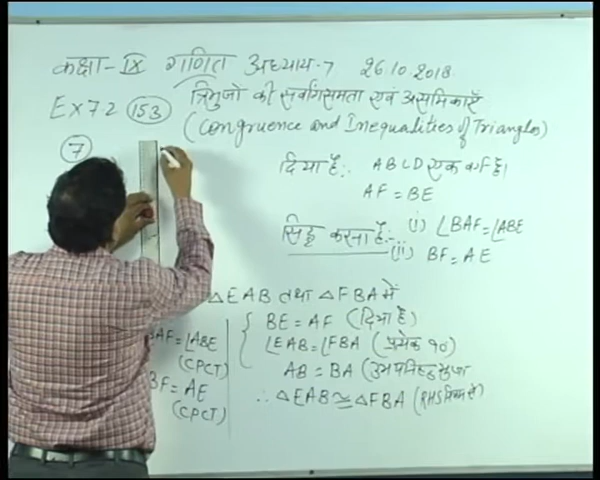 कक्षा-IX गणित अध्याय-7 26.10.2018
Ex 7.2 (153) त्रिभुजों की सर्वांगसमता एवं असमिकाएँ
(Congruence and Inequalities of Triangles)
7
दिया है:- ABCD एक वर्ग है।
AF = BE
सिद्ध करना है:- (i) ∠BAF = ∠ABE
(ii) BF = AE
△EAB तथा △FBA में
BE = AF (दिया है)
∠EAB = ∠FBA (प्रत्येक 90)
AB = BA (उभयनिष्ठ भुजा)
∴ △EAB ≅ △FBA (RHS नियम से)
BAF = ∠ABE
(CPCT)
BF = AE
(CPCT)